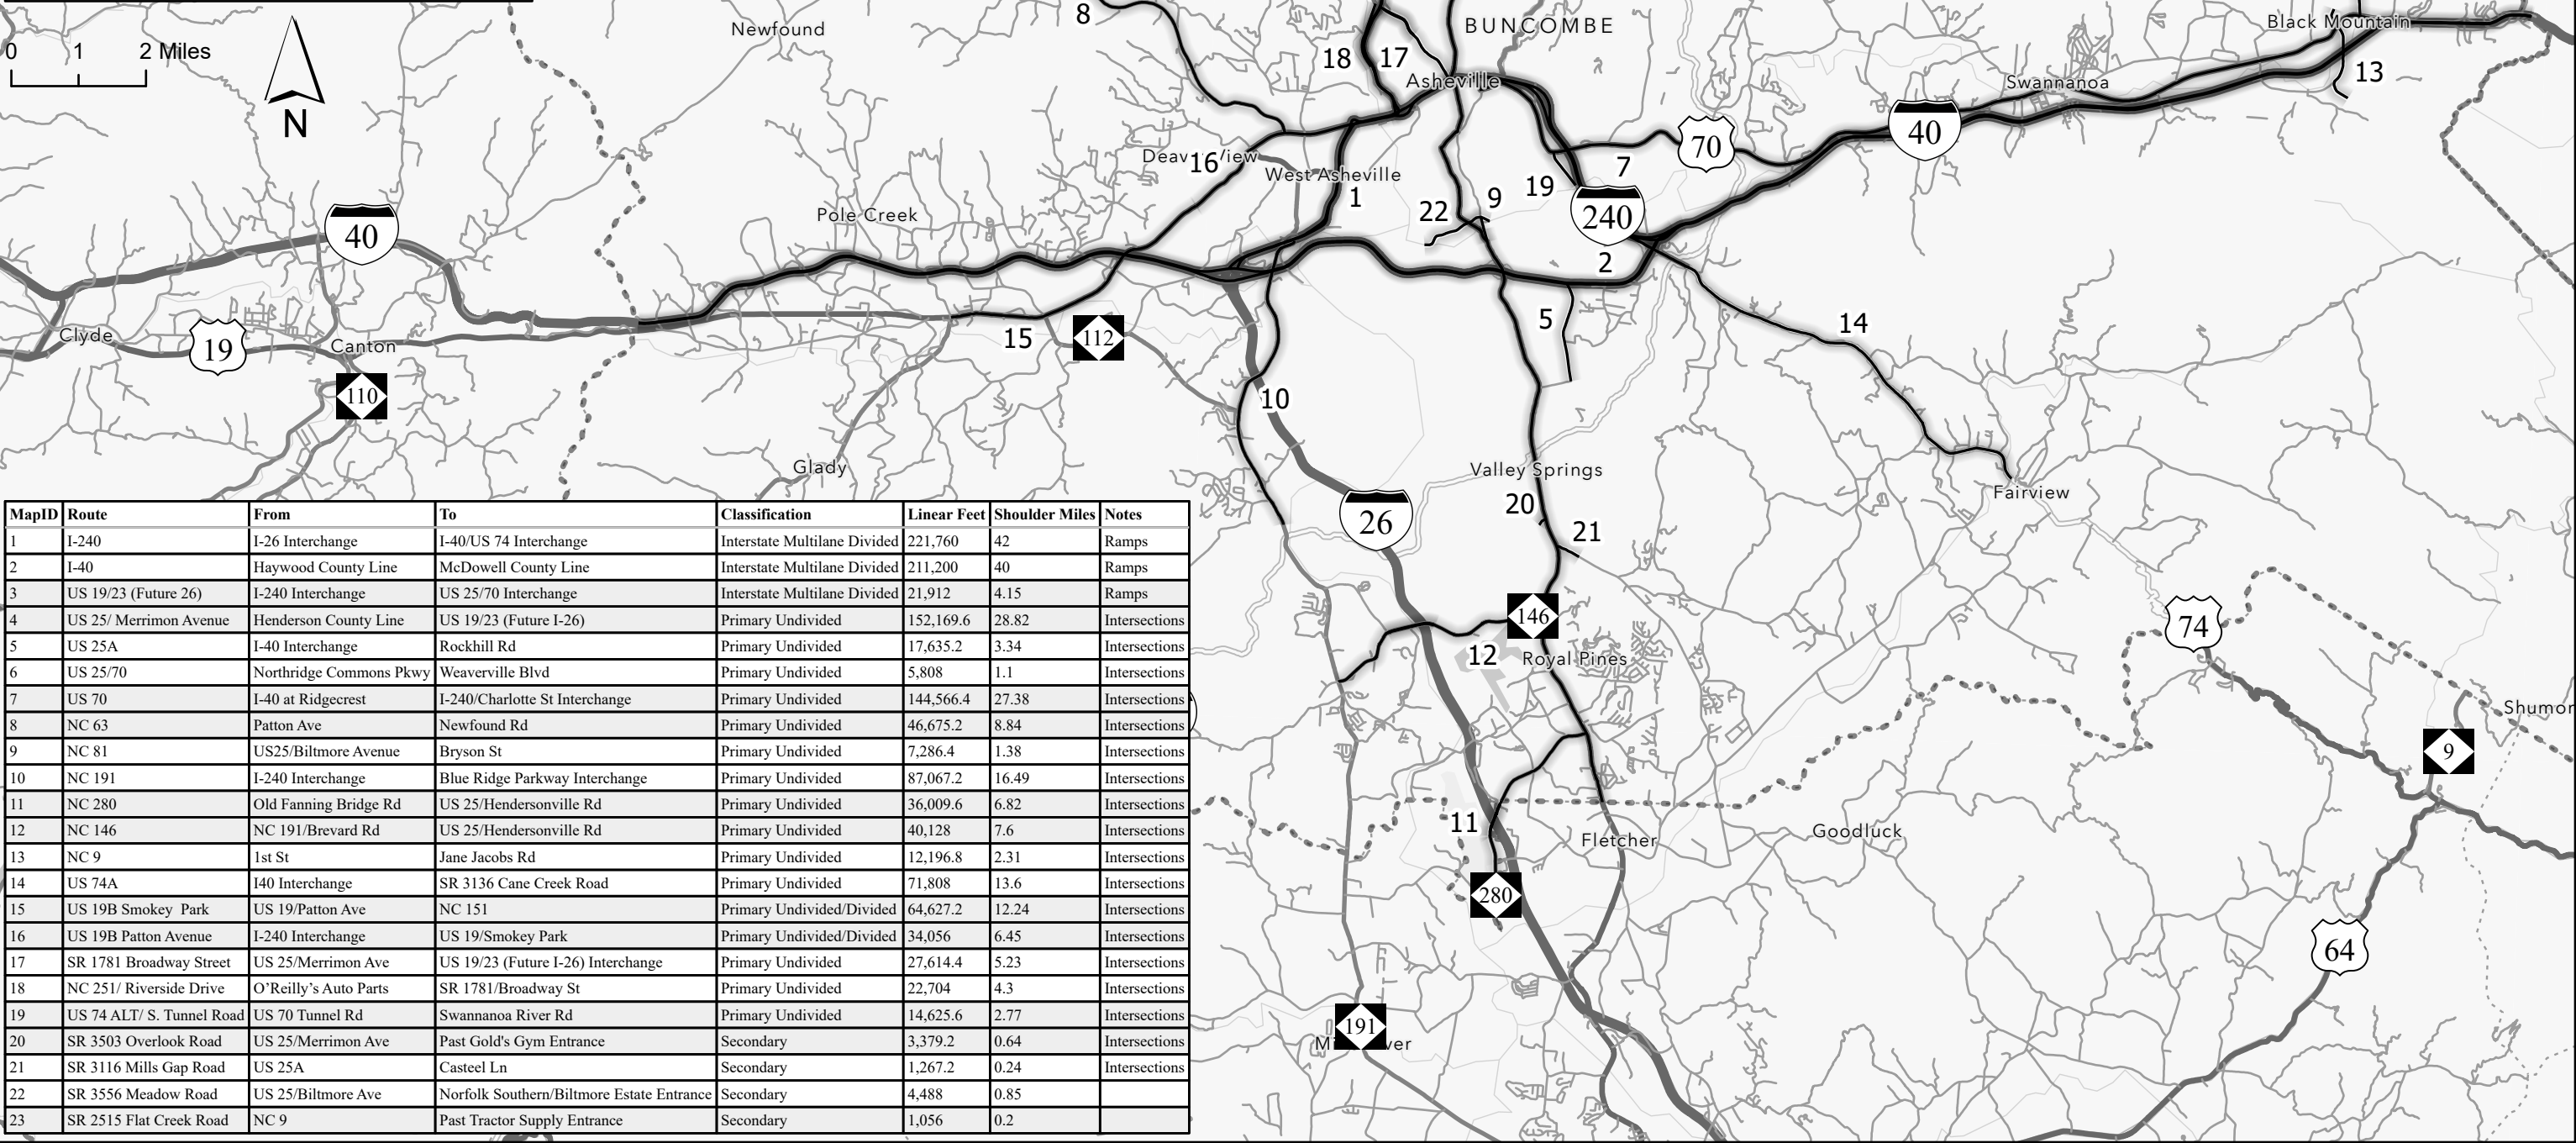 Newfound
8
18
17
BUNCOMBE
Black Mountain
0 1 2 Miles
Asheville
Swannanoa
13
N
40
70
16
West Asheville
7
19
1
22
9
240
Pole Creek
40
2
Clyde
19
Canton
15
112
5
14
110
10
Glady
Valley Springs
Fairview
20
26
21
146
12
Royal Pines
74
Shumor
9
11
Fletcher
Goodluck
280
64
191
MapID Route From To Classification Linear Feet Shoulder Miles Notes
1 I-240 I-26 Interchange I-40/US 74 Interchange Interstate Multilane Divided 221,760 42 Ramps
2 I-40 Haywood County Line McDowell County Line Interstate Multilane Divided 211,200 40 Ramps
3 US 19/23 (Future 26) I-240 Interchange US 25/70 Interchange Interstate Multilane Divided 21,912 4.15 Ramps
4 US 25/ Merrimon Avenue Henderson County Line US 19/23 (Future I-26) Primary Undivided 152,169.6 28.82 Intersections
5 US 25A I-40 Interchange Rockhill Rd Primary Undivided 17,635.2 3.34 Intersections
6 US 25/70 Northridge Commons Pkwy Weaverville Blvd Primary Undivided 5,808 1.1 Intersections
7 US 70 I-40 at Ridgecrest I-240/Charlotte St Interchange Primary Undivided 144,566.4 27.38 Intersections
8 NC 63 Patton Ave Newfound Rd Primary Undivided 46,675.2 8.84 Intersections
9 NC 81 US25/Biltmore Avenue Bryson St Primary Undivided 7,286.4 1.38 Intersections
10 NC 191 I-240 Interchange Blue Ridge Parkway Interchange Primary Undivided 87,067.2 16.49 Intersections
11 NC 280 Old Fanning Bridge Rd US 25/Hendersonville Rd Primary Undivided 36,009.6 6.82 Intersections
12 NC 146 NC 191/Brevard Rd US 25/Hendersonville Rd Primary Undivided 40,128 7.6 Intersections
13 NC 9 1st St Jane Jacobs Rd Primary Undivided 12,196.8 2.31 Intersections
14 US 74A I40 Interchange SR 3136 Cane Creek Road Primary Undivided 71,808 13.6 Intersections
15 US 19B Smokey Park US 19/Patton Ave NC 151 Primary Undivided/Divided 64,627.2 12.24 Intersections
16 US 19B Patton Avenue I-240 Interchange US 19/Smokey Park Primary Undivided/Divided 34,056 6.45 Intersections
17 SR 1781 Broadway Street US 25/Merrimon Ave US 19/23 (Future I-26) Interchange Primary Undivided 27,614.4 5.23 Intersections
18 NC 251/ Riverside Drive O’Reilly’s Auto Parts SR 1781/Broadway St Primary Undivided 22,704 4.3 Intersections
19 US 74 ALT/ S. Tunnel Road US 70 Tunnel Rd Swannanoa River Rd Primary Undivided 14,625.6 2.77 Intersections
20 SR 3503 Overlook Road US 25/Merrimon Ave Past Gold's Gym Entrance Secondary 3,379.2 0.64 Intersections
21 SR 3116 Mills Gap Road US 25A Casteel Ln Secondary 1,267.2 0.24 Intersections
22 SR 3556 Meadow Road US 25/Biltmore Ave Norfolk Southern/Biltmore Estate Entrance Secondary 4,488 0.85
23 SR 2515 Flat Creek Road NC 9 Past Tractor Supply Entrance Secondary 1,056 0.2